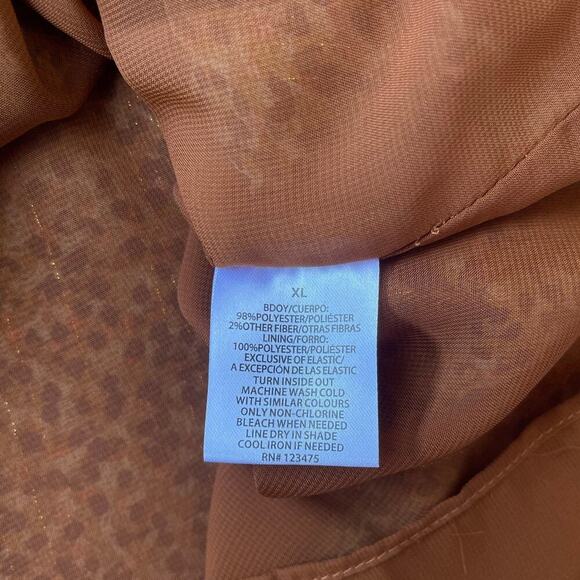 XL
BDOY/CUERPO:
98%POLYESTER/POLIÉSTER
2%OTHER FIBER/OTRAS FIBRAS
LINING/FORRO:
100%POLYESTER/POLIÉSTER
EXCLUSIVE OF ELASTIC/
A EXCEPCIÓN DE LAS ELASTIC
TURN INSIDE OUT
MACHINE WASH COLD
WITH SIMILAR COLOURS
ONLY NON-CHLORINE
BLEACH WHEN NEEDED
LINE DRY IN SHADE
COOL IRON IF NEEDED
RN# 123475